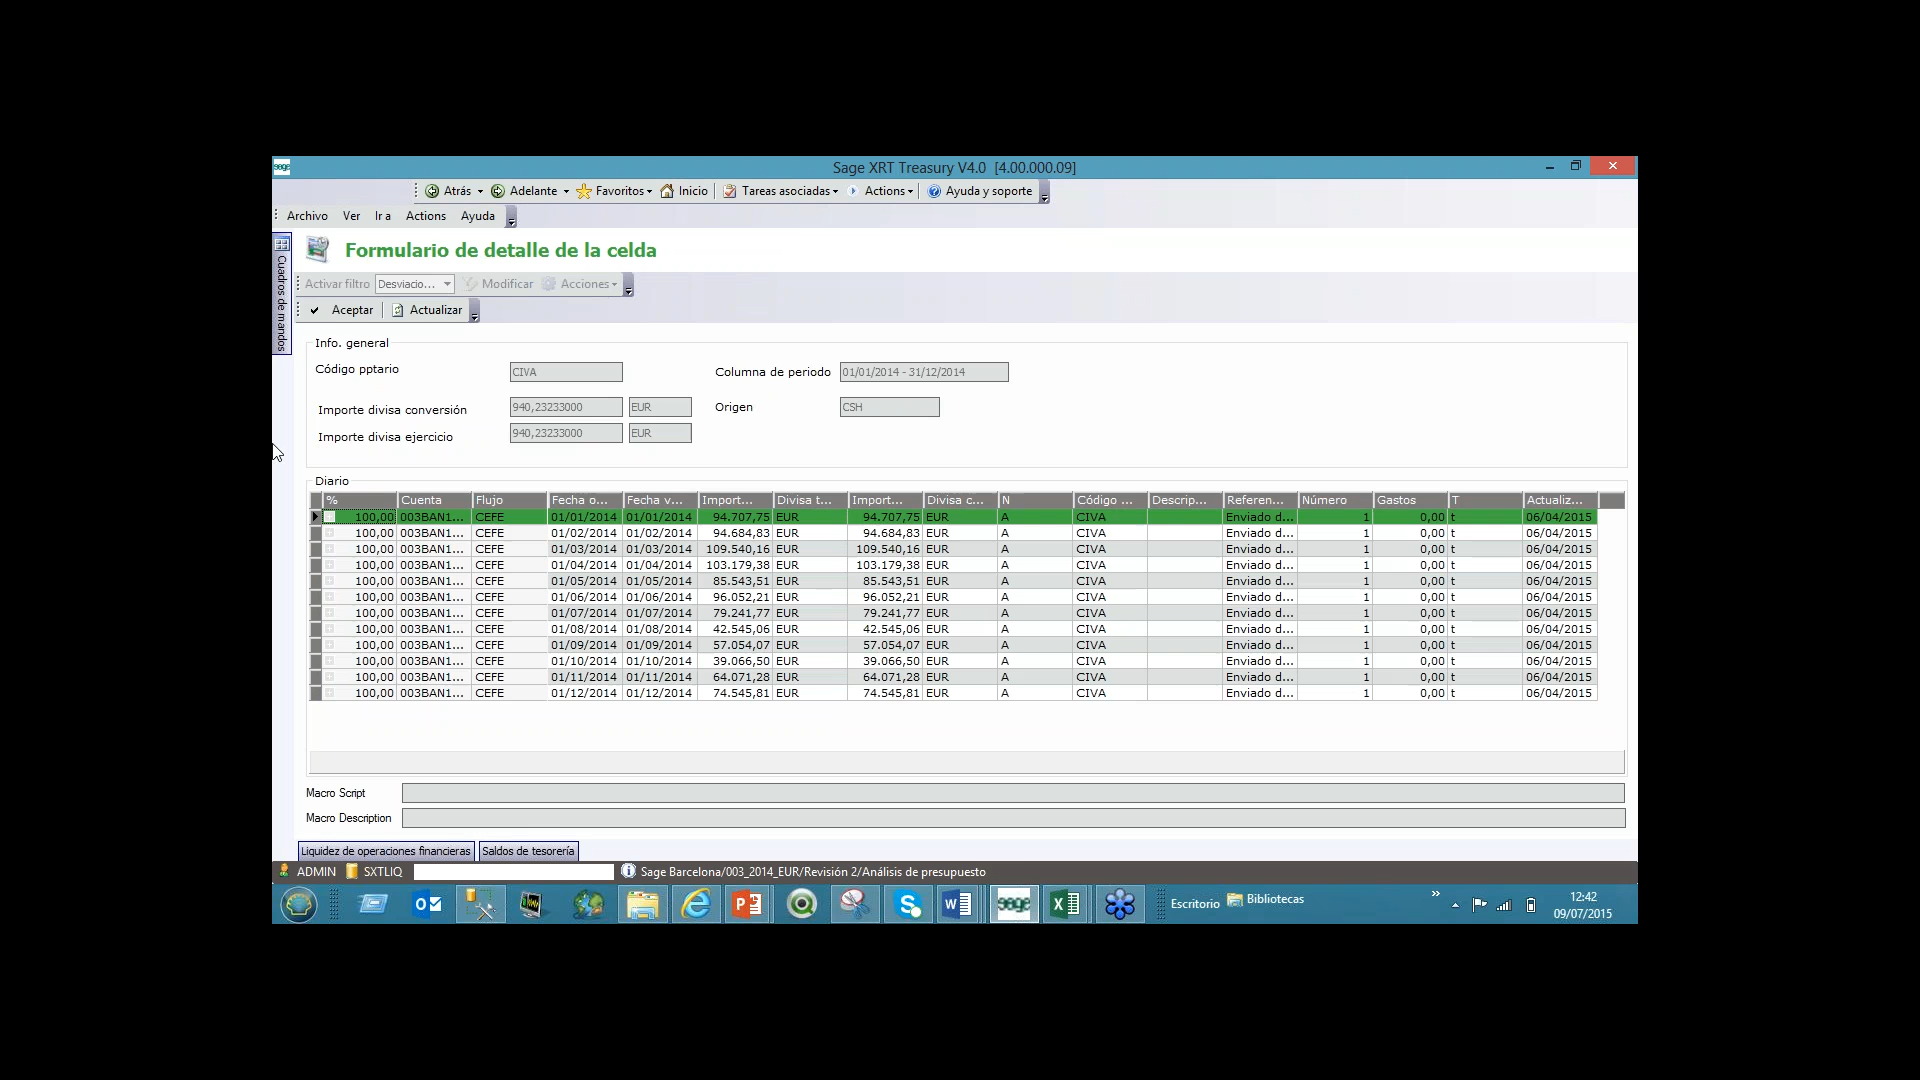 sage Sage XRT Treasury V4.0 [4.00.000.09]
Atrás Adelante Favoritos Inicio Tareas asociadas Actions Ayuda y soporte
Archivo Ver Ir a Actions Ayuda
Cuadros de mandos
Formulario de detalle de la celda
Activar filtro Desviacio... Modificar Acciones
Aceptar Actualizar
Info. general
Código pptario CIVA Columna de periodo 01/01/2014 - 31/12/2014
Importe divisa conversión 940,23233000 EUR Origen CSH
Importe divisa ejercicio 940,23233000 EUR
Diario
% Cuenta Flujo Fecha o... Fecha v... Import... Divisa t... Import... Divisa c... N Código ... Descrip... Referen... Número Gastos T Actualiz...
100,00 003BAN1... CEFE 01/01/2014 01/01/2014 94.707,75 EUR 94.707,75 EUR A CIVA Enviado d... 1 0,00 t 06/04/2015
100,00 003BAN1... CEFE 01/02/2014 01/02/2014 94.684,83 EUR 94.684,83 EUR A CIVA Enviado d... 1 0,00 t 06/04/2015
100,00 003BAN1... CEFE 01/03/2014 01/03/2014 109.540,16 EUR 109.540,16 EUR A CIVA Enviado d... 1 0,00 t 06/04/2015
100,00 003BAN1... CEFE 01/04/2014 01/04/2014 103.179,38 EUR 103.179,38 EUR A CIVA Enviado d... 1 0,00 t 06/04/2015
100,00 003BAN1... CEFE 01/05/2014 01/05/2014 85.543,51 EUR 85.543,51 EUR A CIVA Enviado d... 1 0,00 t 06/04/2015
100,00 003BAN1... CEFE 01/06/2014 01/06/2014 96.052,21 EUR 96.052,21 EUR A CIVA Enviado d... 1 0,00 t 06/04/2015
100,00 003BAN1... CEFE 01/07/2014 01/07/2014 79.241,77 EUR 79.241,77 EUR A CIVA Enviado d... 1 0,00 t 06/04/2015
100,00 003BAN1... CEFE 01/08/2014 01/08/2014 42.545,06 EUR 42.545,06 EUR A CIVA Enviado d... 1 0,00 t 06/04/2015
100,00 003BAN1... CEFE 01/09/2014 01/09/2014 57.054,07 EUR 57.054,07 EUR A CIVA Enviado d... 1 0,00 t 06/04/2015
100,00 003BAN1... CEFE 01/10/2014 01/10/2014 39.066,50 EUR 39.066,50 EUR A CIVA Enviado d... 1 0,00 t 06/04/2015
100,00 003BAN1... CEFE 01/11/2014 01/11/2014 64.071,28 EUR 64.071,28 EUR A CIVA Enviado d... 1 0,00 t 06/04/2015
100,00 003BAN1... CEFE 01/12/2014 01/12/2014 74.545,81 EUR 74.545,81 EUR A CIVA Enviado d... 1 0,00 t 06/04/2015
Macro Script
Macro Description
Liquidez de operaciones financieras Saldos de tesorería
ADMIN SXTLIQ Sage Barcelona/003_2014_EUR/Revisión 2/Análisis de presupuesto
sage Escritorio Bibliotecas 12:42
09/07/2015